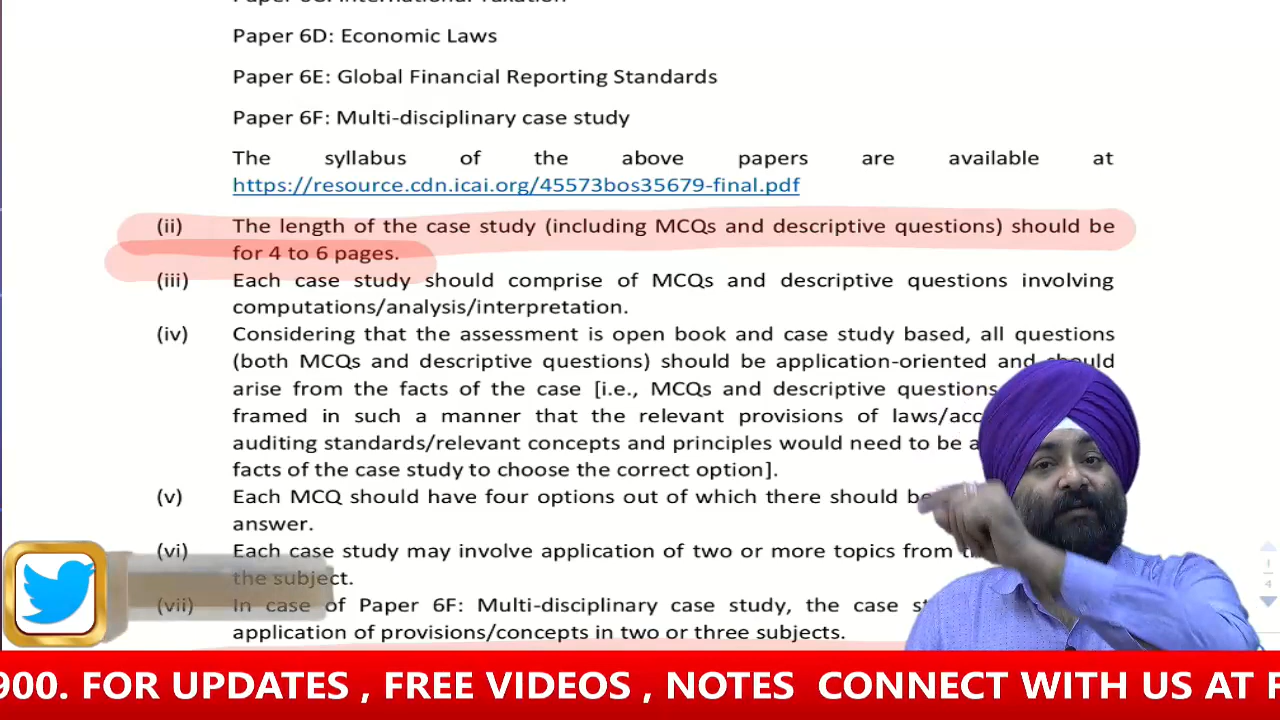 Paper 6C: International Taxation
Paper 6D: Economic Laws
Paper 6E: Global Financial Reporting Standards
Paper 6F: Multi-disciplinary case study
The syllabus of the above papers are available at
https://resource.cdn.icai.org/45573bos35679-final.pdf
(ii) The length of the case study (including MCQs and descriptive questions) should be
for 4 to 6 pages.
(iii) Each case study should comprise of MCQs and descriptive questions involving
computations/analysis/interpretation.
(iv) Considering that the assessment is open book and case study based, all questions
(both MCQs and descriptive questions) should be application-oriented and should
arise from the facts of the case [i.e., MCQs and descriptive questions
framed in such a manner that the relevant provisions of laws/acc
auditing standards/relevant concepts and principles would need to be a
facts of the case study to choose the correct option].
(v) Each MCQ should have four options out of which there should be
answer.
(vi) Each case study may involve application of two or more topics from
the subject.
(vii) In case of Paper 6F: Multi-disciplinary case study, the case
application of provisions/concepts in two or three subjects.
1
4
900. FOR UPDATES , FREE VIDEOS , NOTES CONNECT WITH US AT